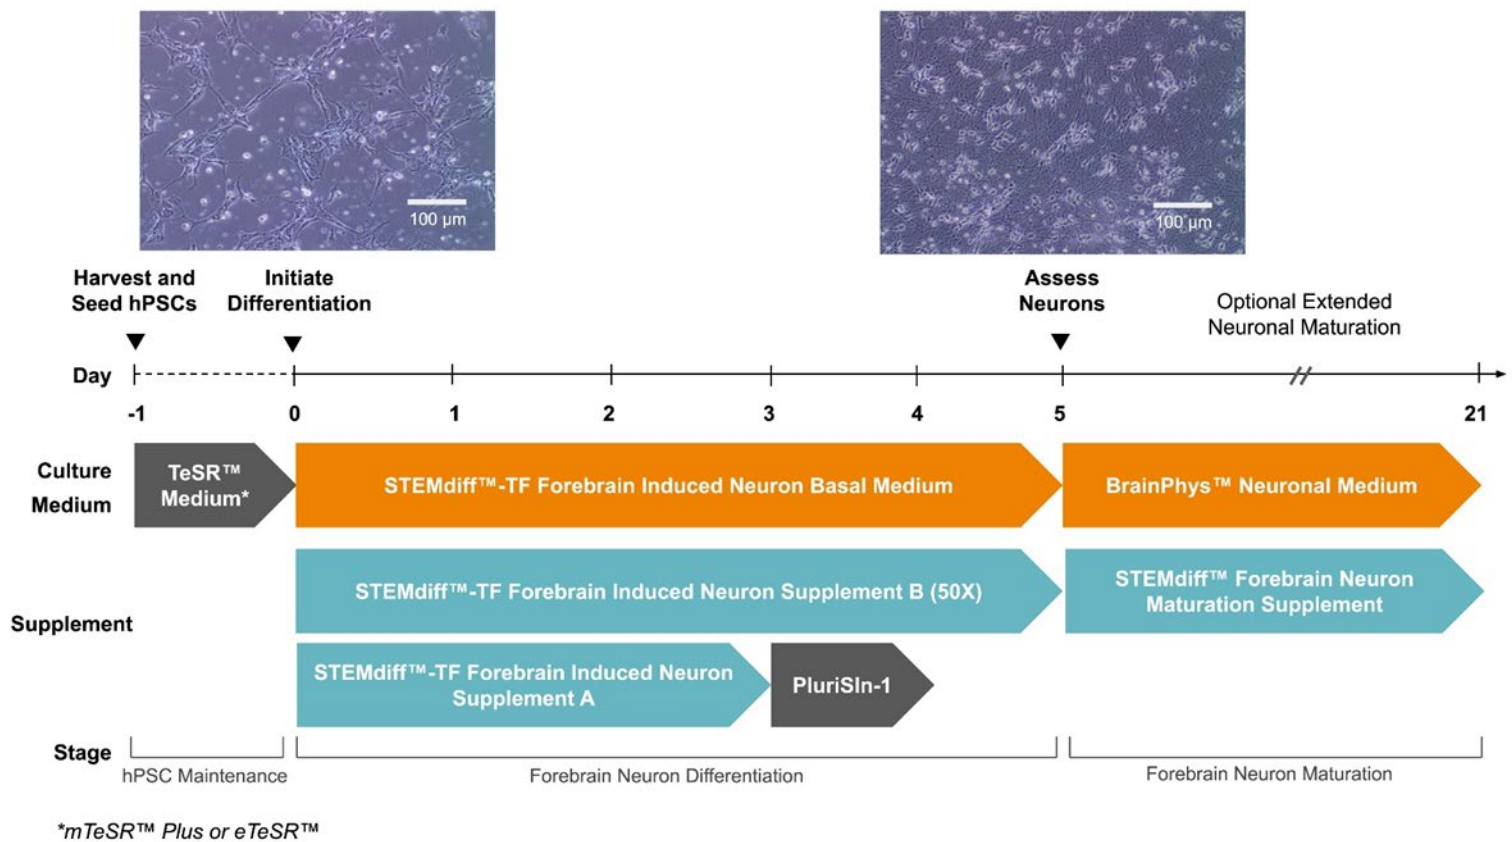 100 µm
100 µm
Harvest and
Seed hPSCs
Initiate
Differentiation
Assess
Neurons
Optional Extended
Neuronal Maturation
Day
-1
0
1
2
3
4
5
21
Culture
Medium
TeSR™
Medium*
STEMdiff™-TF Forebrain Induced Neuron Basal Medium
BrainPhys™ Neuronal Medium
Supplement
STEMdiff™-TF Forebrain Induced Neuron Supplement B (50X)
STEMdiff™ Forebrain Neuron
Maturation Supplement
STEMdiff™-TF Forebrain Induced Neuron
Supplement A
PluriSIn-1
Stage
hPSC Maintenance
Forebrain Neuron Differentiation
Forebrain Neuron Maturation
*mTeSR™ Plus or eTeSR™